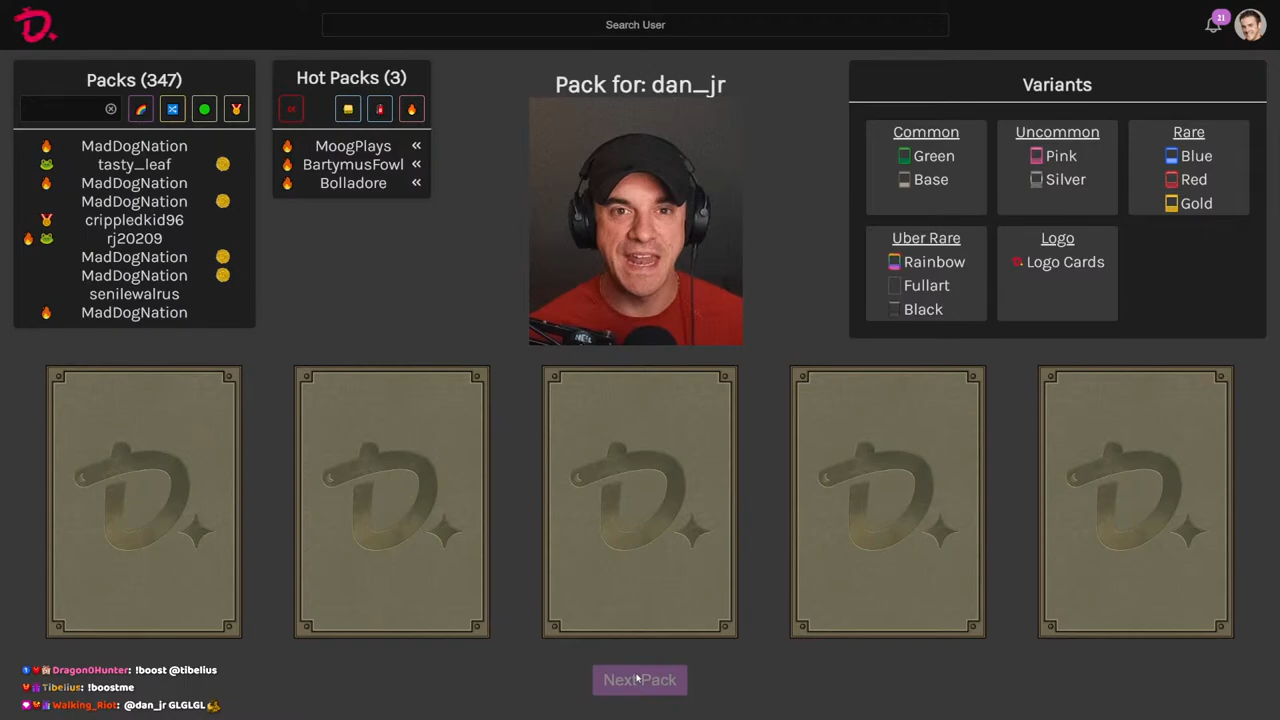 Search User
21
Packs (347)
MadDogNation
tasty_leaf
MadDogNation
MadDogNation
crippledkid96
rj20209
MadDogNation
MadDogNation
senilewalrus
MadDogNation
Hot Packs (3)
MoogPlays «
BartymusFowl «
Bolladore «
Pack for: dan_jr
Variants
Common
Green
Base
Uncommon
Pink
Silver
Rare
Blue
Red
Gold
Uber Rare
Rainbow
Fullart
Black
Logo
Logo Cards
Dragon0Hunter: !boost @tibelius
Tibelius: !boostme
Walking_Riot: @dan_jr GLGLGL
Next Pack